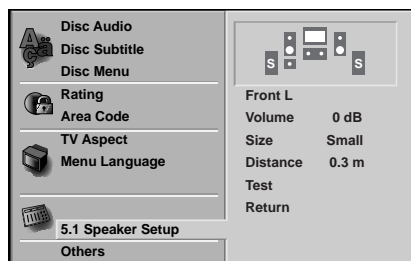 Disc Audio
Disc Subtitle
Disc Menu
Rating
Area Code
TV Aspect
Menu Language
5.1 Speaker Setup
Others
S S
Front L
Volume 0 dB
Size Small
Distance 0.3 m
Test
Return